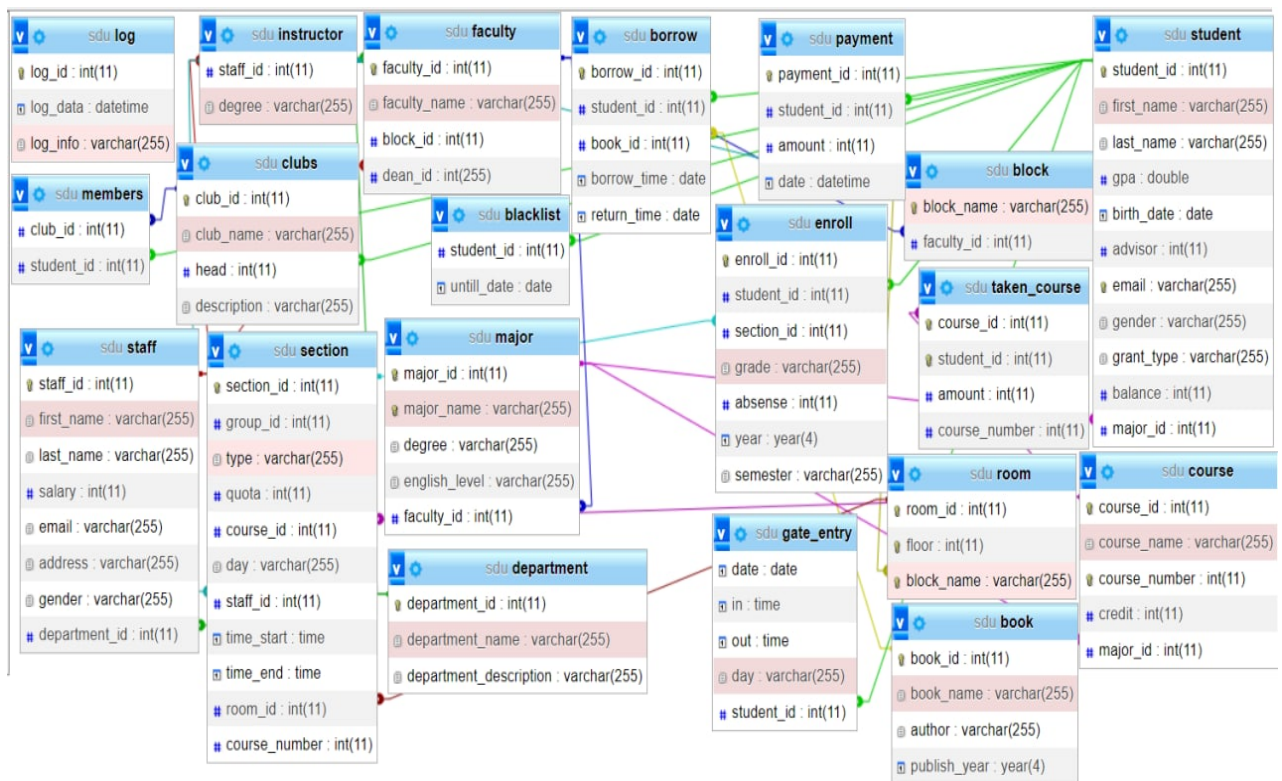 sdu log
log_id : int(11)
log_data : datetime
log_info : varchar(255)
sdu instructor
staff_id : int(11)
degree : varchar(255)
sdu faculty
faculty_id : int(11)
faculty_name : varchar(255)
block_id : int(11)
dean_id : int(255)
sdu borrow
borrow_id : int(11)
student_id : int(11)
book_id : int(11)
borrow_time : date
return_time : date
sdu payment
payment_id : int(11)
student_id : int(11)
amount : int(11)
date : datetime
sdu student
student_id : int(11)
first_name : varchar(255)
last_name : varchar(255)
gpa : double
birth_date : date
advisor : int(11)
email : varchar(255)
gender : varchar(255)
grant_type : varchar(255)
balance : int(11)
major_id : int(11)
sdu members
club_id : int(11)
student_id : int(11)
sdu clubs
club_id : int(11)
club_name : varchar(255)
head : int(11)
description : varchar(255)
sdu blacklist
student_id : int(11)
untill_date : date
sdu enroll
enroll_id : int(11)
student_id : int(11)
section_id : int(11)
grade : varchar(255)
absense : int(11)
year : year(4)
semester : varchar(255)
sdu block
block_name : varchar(255)
faculty_id : int(11)
sdu taken_course
course_id : int(11)
student_id : int(11)
amount : int(11)
course_number : int(11)
sdu staff
staff_id : int(11)
first_name : varchar(255)
last_name : varchar(255)
salary : int(11)
email : varchar(255)
address : varchar(255)
gender : varchar(255)
department_id : int(11)
sdu section
section_id : int(11)
group_id : int(11)
type : varchar(255)
quota : int(11)
course_id : int(11)
day : varchar(255)
staff_id : int(11)
time_start : time
time_end : time
room_id : int(11)
course_number : int(11)
sdu major
major_id : int(11)
major_name : varchar(255)
degree : varchar(255)
english_level : varchar(255)
faculty_id : int(11)
sdu department
department_id : int(11)
department_name : varchar(255)
department_description : varchar(255)
sdu gate_entry
date : date
in : time
out : time
day : varchar(255)
student_id : int(11)
sdu room
room_id : int(11)
floor : int(11)
block_name : varchar(255)
sdu course
course_id : int(11)
course_name : varchar(255)
course_number : int(11)
credit : int(11)
major_id : int(11)
sdu book
book_id : int(11)
book_name : varchar(255)
author : varchar(255)
publish_year : year(4)